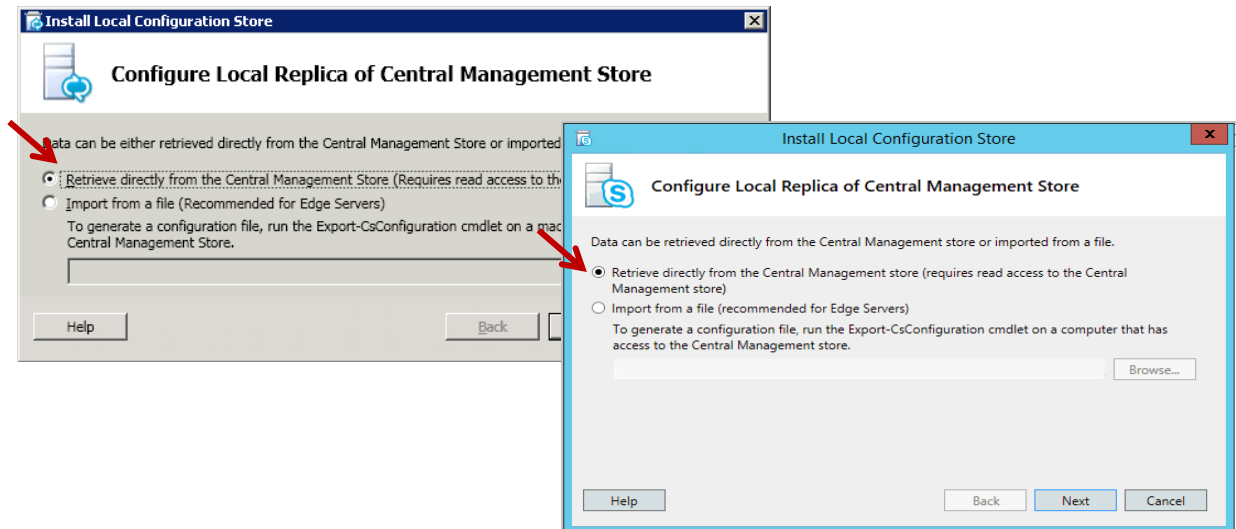 Install Local Configuration Store
Configure Local Replica of Central Management Store
Data can be either retrieved directly from the Central Management Store or imported
Retrieve directly from the Central Management Store (Requires read access to
Import from a file (Recommended for Edge Servers)
To generate a configuration file, run the Export-CsConfiguration cmdlet on a
Central Management Store.
Help
Back
Install Local Configuration Store
Configure Local Replica of Central Management Store
Data can be retrieved directly from the Central Management store or imported from a file.
Retrieve directly from the Central Management store (requires read access to the Central
Management store)
Import from a file (recommended for Edge Servers)
To generate a configuration file, run the Export-CsConfiguration cmdlet on a computer that has
access to the Central Management store.
Browse...
Help
Back
Next
Cancel